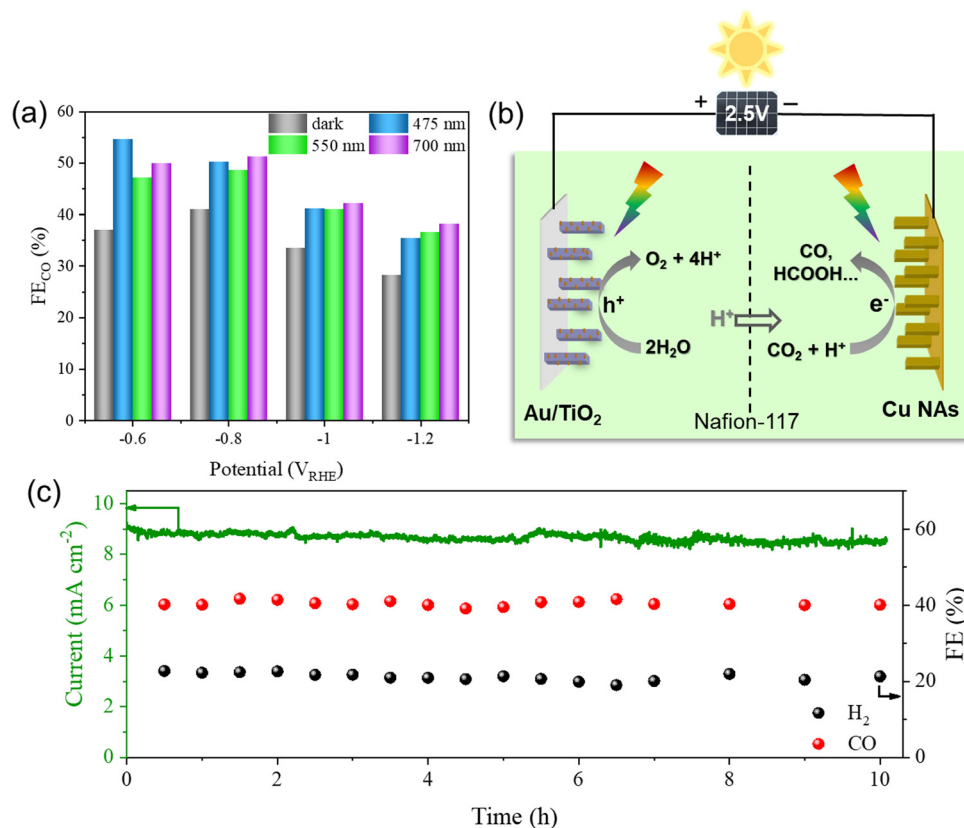 (a)
60
50
40
30
20
10
0
FE_CO (%)
dark
475 nm
550 nm
700 nm
-0.6
-0.8
-1
-1.2
Potential (V_RHE)
(b)
+
2.5V
−
O₂ + 4H⁺
h⁺
2H₂O
Au/TiO₂
H⁺
Nafion-117
CO,
HCOOH...
e⁻
CO₂ + H⁺
Cu NAs
(c)
10
8
6
4
2
0
Current (mA cm⁻²)
60
40
20
0
FE (%)
H₂
CO
0
2
4
6
8
10
Time (h)